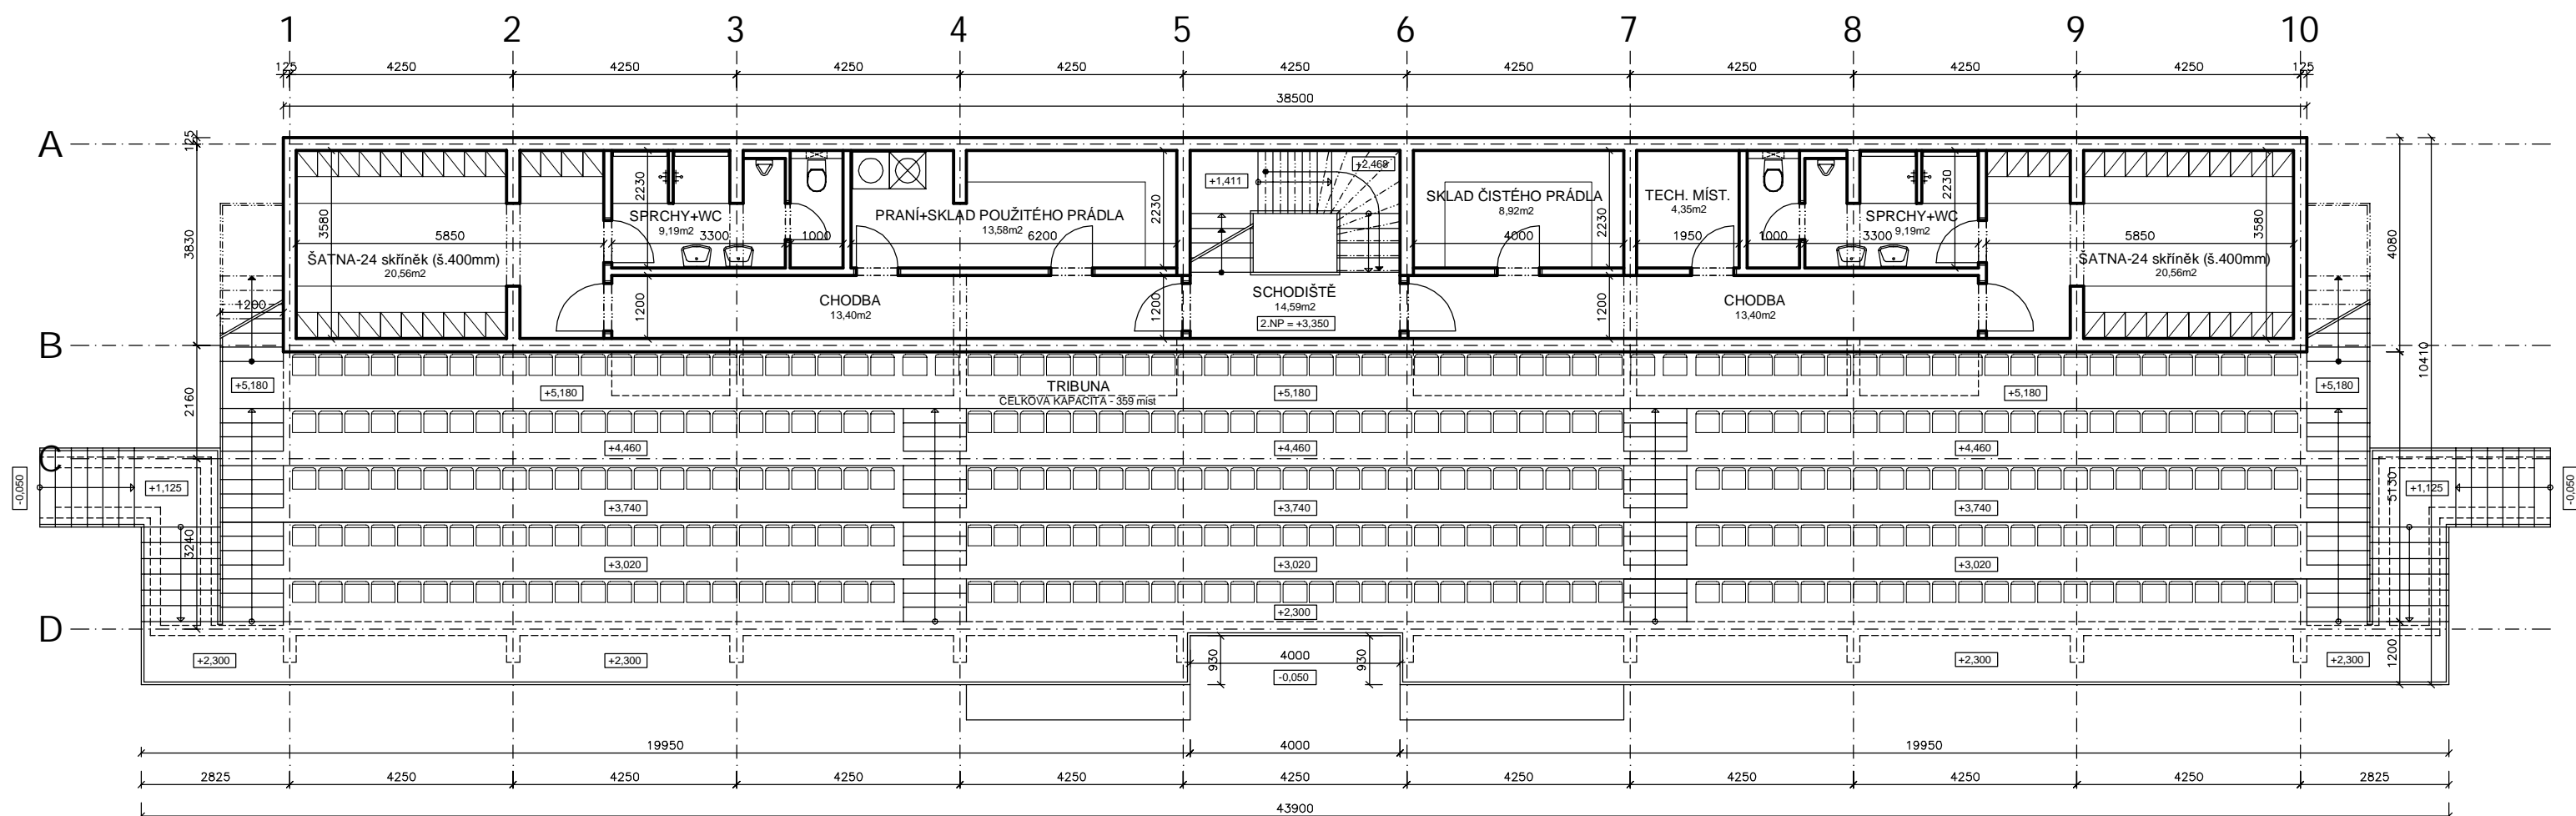 1 2 3 4 5 6 7 8 9 10
125 4250 4250 4250 4250 4250 4250 4250 4250 4250 125
38500
A
B
C
D
125
3830
2160
3240
3580
5850
ŠATNA-24 skříněk (š.400mm)
20,56m2
1200
2230
SPRCHY+WC
9,19m2
3300
1000
PRANÍ+SKLAD POUŽITÉHO PRÁDLA
13,58m2
2230
6200
1200
CHODBA
13,40m2
1200
+1,411
+2,468
SCHODIŠTĚ
14,59m2
2.NP = +3,350
SKLAD ČISTÉHO PRÁDLA
8,92m2
2230
4000
1200
TECH. MÍST.
4,35m2
1950
1000
SPRCHY+WC
9,19m2
3300
2230
CHODBA
13,40m2
3580
5850
ŠATNA-24 skříněk (š.400mm)
20,56m2
4080
10410
5130
1200
+5,180 +5,180 +5,180 +5,180 +5,180
TRIBUNA
CELKOVÁ KAPACITA - 359 míst
+4,460 +4,460 +4,460
-0,050 +1,125 +1,125 -0,050
+3,740 +3,740 +3,740
+3,020 +3,020 +3,020
+2,300
+2,300 +2,300 +2,300 +2,300
930 4000 930
-0,050
19950 4000 19950
2825 4250 4250 4250 4250 4250 4250 4250 4250 4250 2825
43900